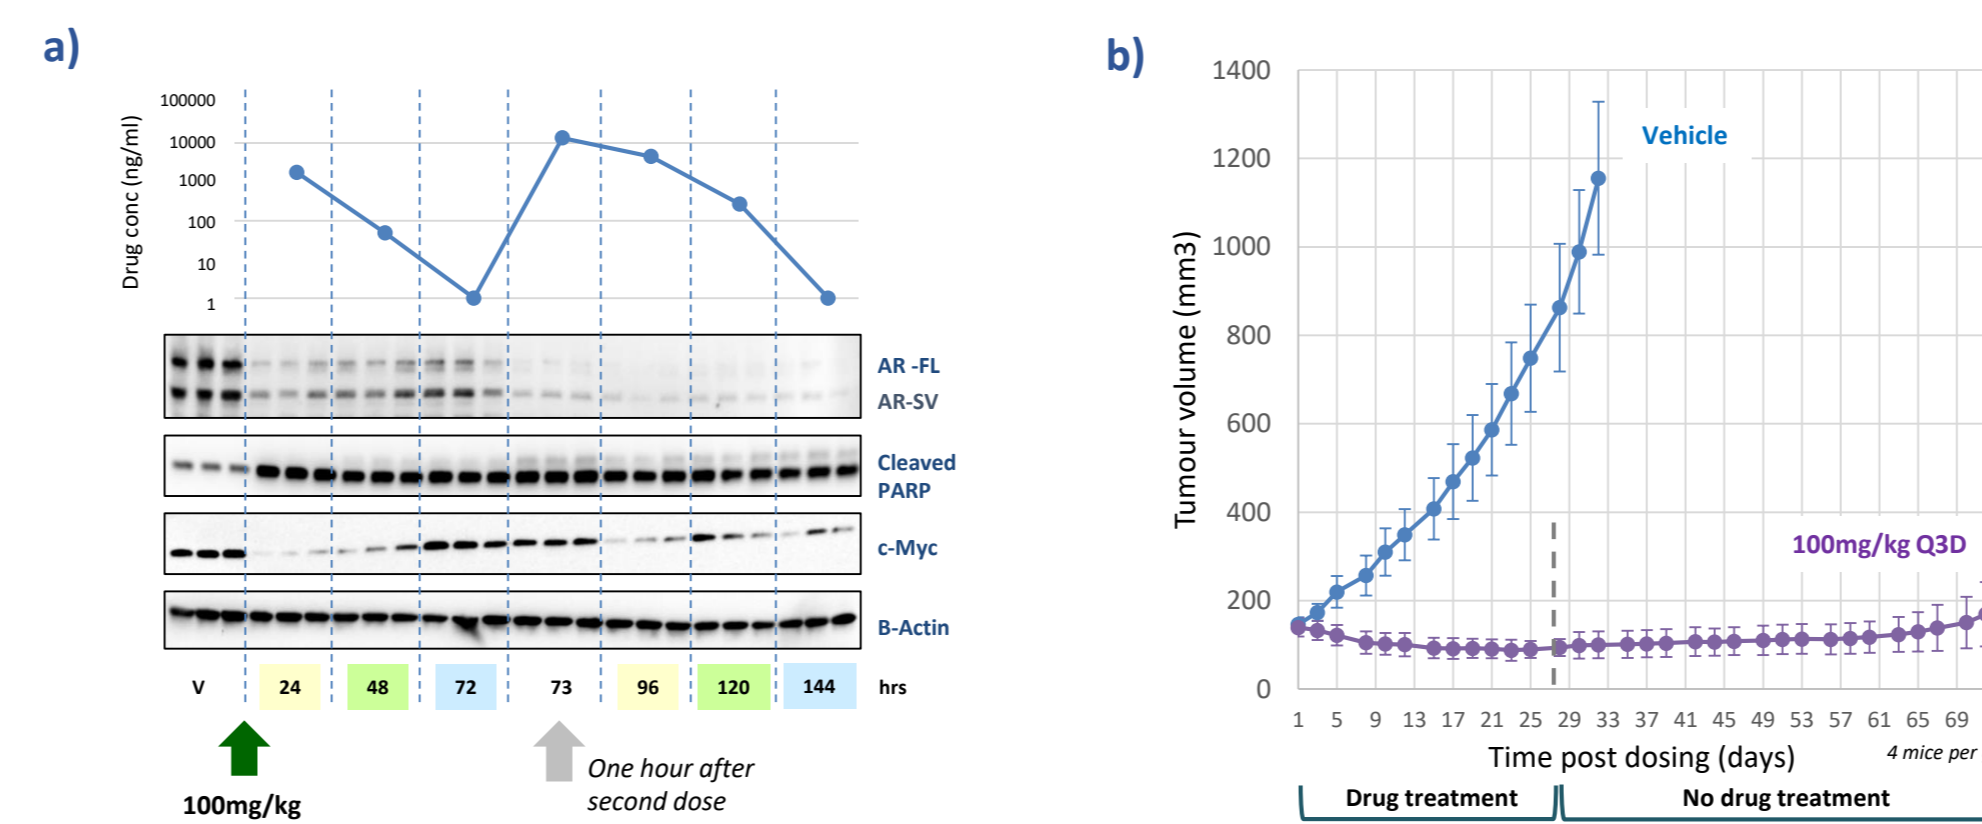 a)
Drug conc (ng/ml)
100000
10000
1000
100
10
1
AR -FL
AR-SV
Cleaved
PARP
c-Myc
B-Actin
V 24 48 72 73 96 120 144 hrs
100mg/kg
One hour after
second dose
b)
Tumour volume (mm3)
1400
1200
1000
800
600
400
200
0
Vehicle
100mg/kg Q3D
1 5 9 13 17 21 25 29 33 37 41 45 49 53 57 61 65 69
Time post dosing (days)
4 mice per
Drug treatment
No drug treatment